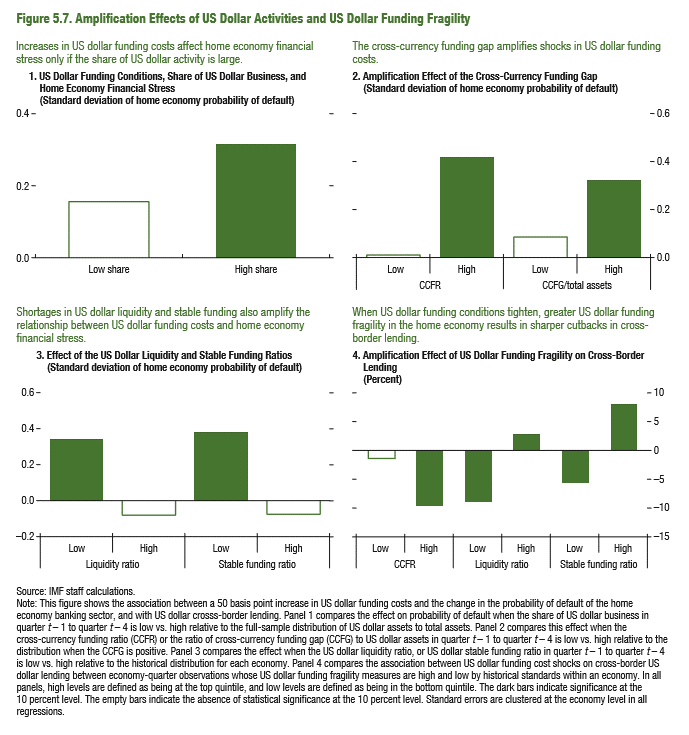 Figure 5.7. Amplification Effects of US Dollar Activities and US Dollar Funding Fragility
Increases in US dollar funding costs affect home economy financial
stress only if the share of US dollar activity is large.
1. US Dollar Funding Conditions, Share of US Dollar Business, and
Home Economy Financial Stress
(Standard deviation of home economy probability of default)
0.4
0.2
0.0
Low share
High share
The cross-currency funding gap amplifies shocks in US dollar funding
costs.
2. Amplification Effect of the Cross-Currency Funding Gap
(Standard deviation of home economy probability of default)
0.6
0.4
0.2
0.0
Low
High
Low
High
CCFR
CCFG/total assets
Shortages in US dollar liquidity and stable funding also amplify the
relationship between US dollar funding costs and home economy
financial stress.
3. Effect of the US Dollar Liquidity and Stable Funding Ratios
(Standard deviation of home economy probability of default)
0.6
0.4
0.2
0.0
–0.2
Low
High
Low
High
Liquidity ratio
Stable funding ratio
When US dollar funding conditions tighten, greater US dollar funding
fragility in the home economy results in sharper cutbacks in cross-
border lending.
4. Amplification Effect of US Dollar Funding Fragility on Cross-Border
Lending
(Percent)
10
5
0
–5
–10
–15
Low
High
Low
High
Low
High
CCFR
Liquidity ratio
Stable funding ratio
Source: IMF staff calculations.
Note: This figure shows the association between a 50 basis point increase in US dollar funding costs and the change in the probability of default of the home
economy banking sector, and with US dollar crosss-border lending. Panel 1 compares the effect on probability of default when the share of US dollar business in
quarter t – 1 to quarter t – 4 is low vs. high relative to the full-sample distribution of US dollar assets to total assets. Panel 2 compares this effect when the
cross-currency funding ratio (CCFR) or the ratio of cross-currency funding gap (CCFG) to US dollar assets in quarter t – 1 to quarter t – 4 is low vs. high relative to the
distribution when the CCFG is positive. Panel 3 compares the effect when the US dollar liquidity ratio, or US dollar stable funding ratio in quarter t – 1 to quarter t – 4
is low vs. high relative to the historical distribution for each economy. Panel 4 compares the association between US dollar funding cost shocks on cross-border US
dollar lending between economy-quarter observations whose US dollar funding fragility measures are high and low by historical standards within an economy. In all
panels, high levels are defined as being at the top quintile, and low levels are defined as being in the bottom quintile. The dark bars indicate significance at the
10 percent level. The empty bars indicate the absence of statistical significance at the 10 percent level. Standard errors are clustered at the economy level in all
regressions.